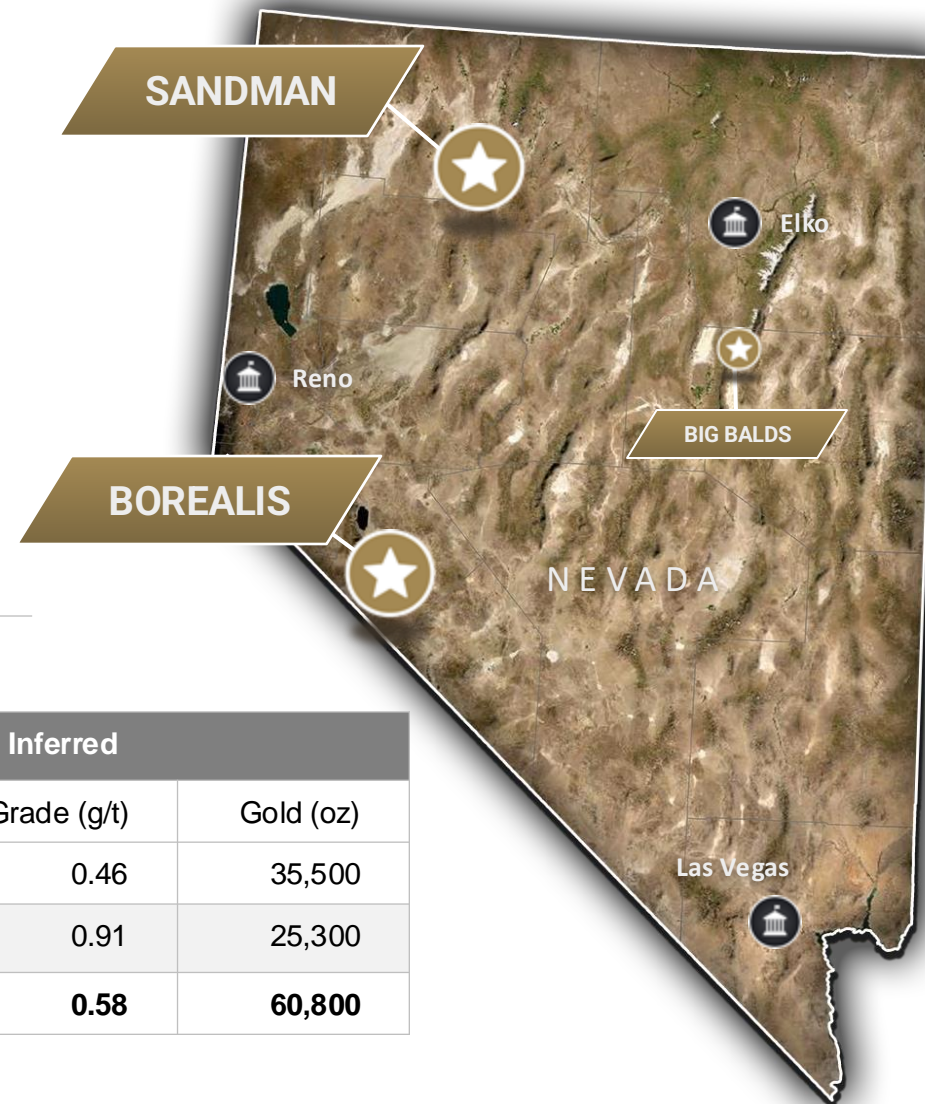 SANDMAN
Elko
Reno
BIG BALDS
BOREALIS
NEVADA
Inferred
Grade (g/t) Gold (oz)
0.46 35,500
0.91 25,300
0.58 60,800
Las Vegas